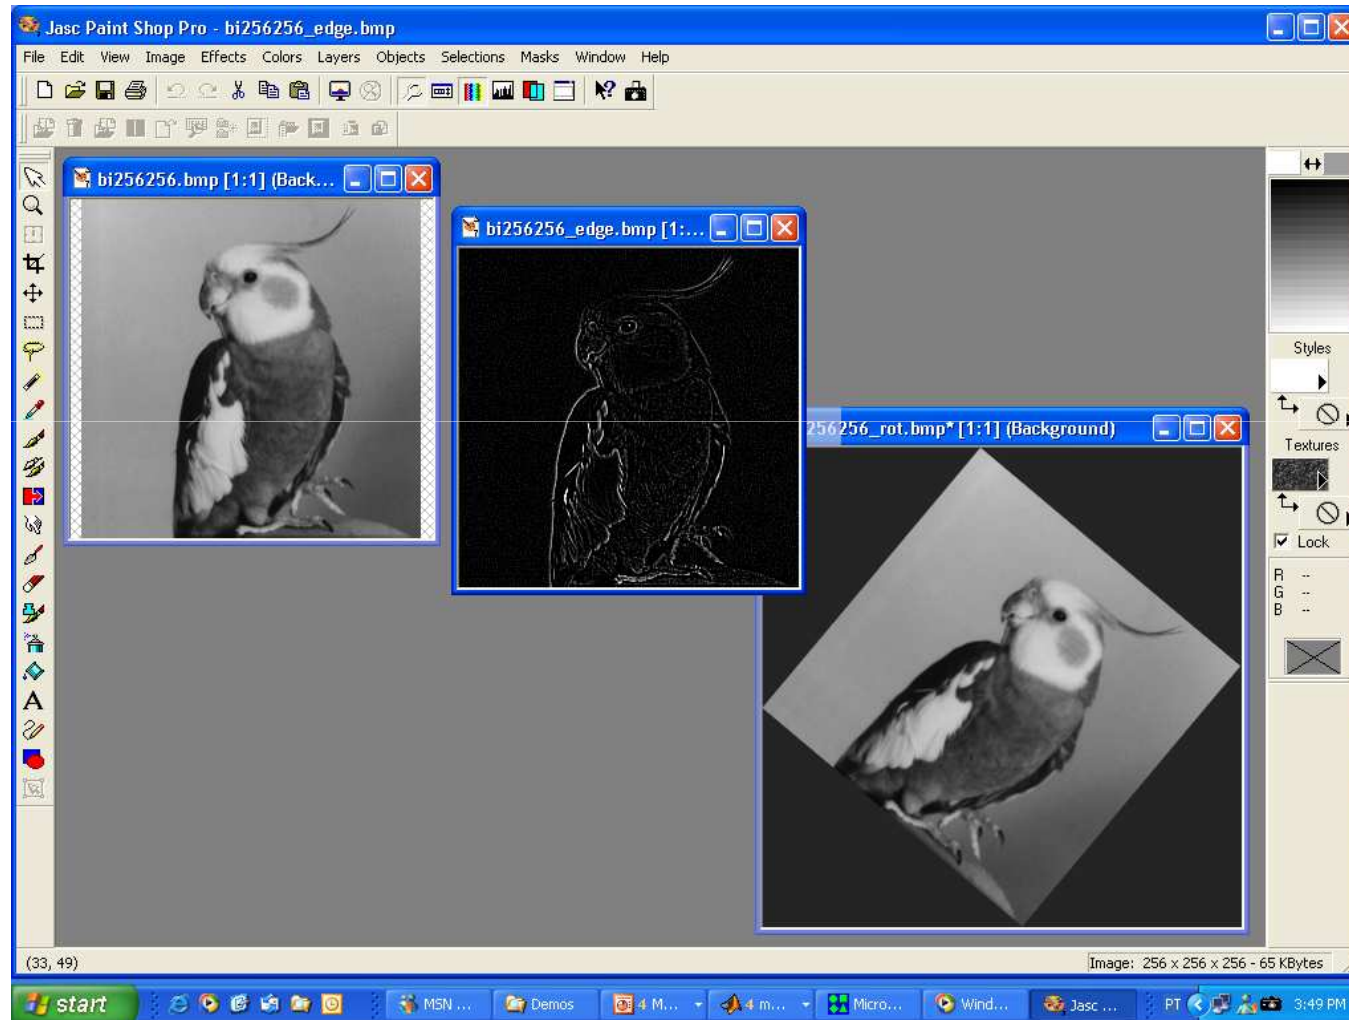 Jasc Paint Shop Pro - bi256256_edge.bmp
File Edit View Image Effects Colors Layers Objects Selections Masks Window Help
bi256256.bmp [1:1] (Back...
bi256256_edge.bmp [1:...
256256_rot.bmp* [1:1] (Background)
Styles
Textures
Lock
R --
G --
B --
(33, 49)
Image: 256 x 256 x 256 - 65 KBytes
start
MSN ...
Demos
4 M...
4 m...
Micro...
Wind...
Jasc ...
PT
3:49 PM